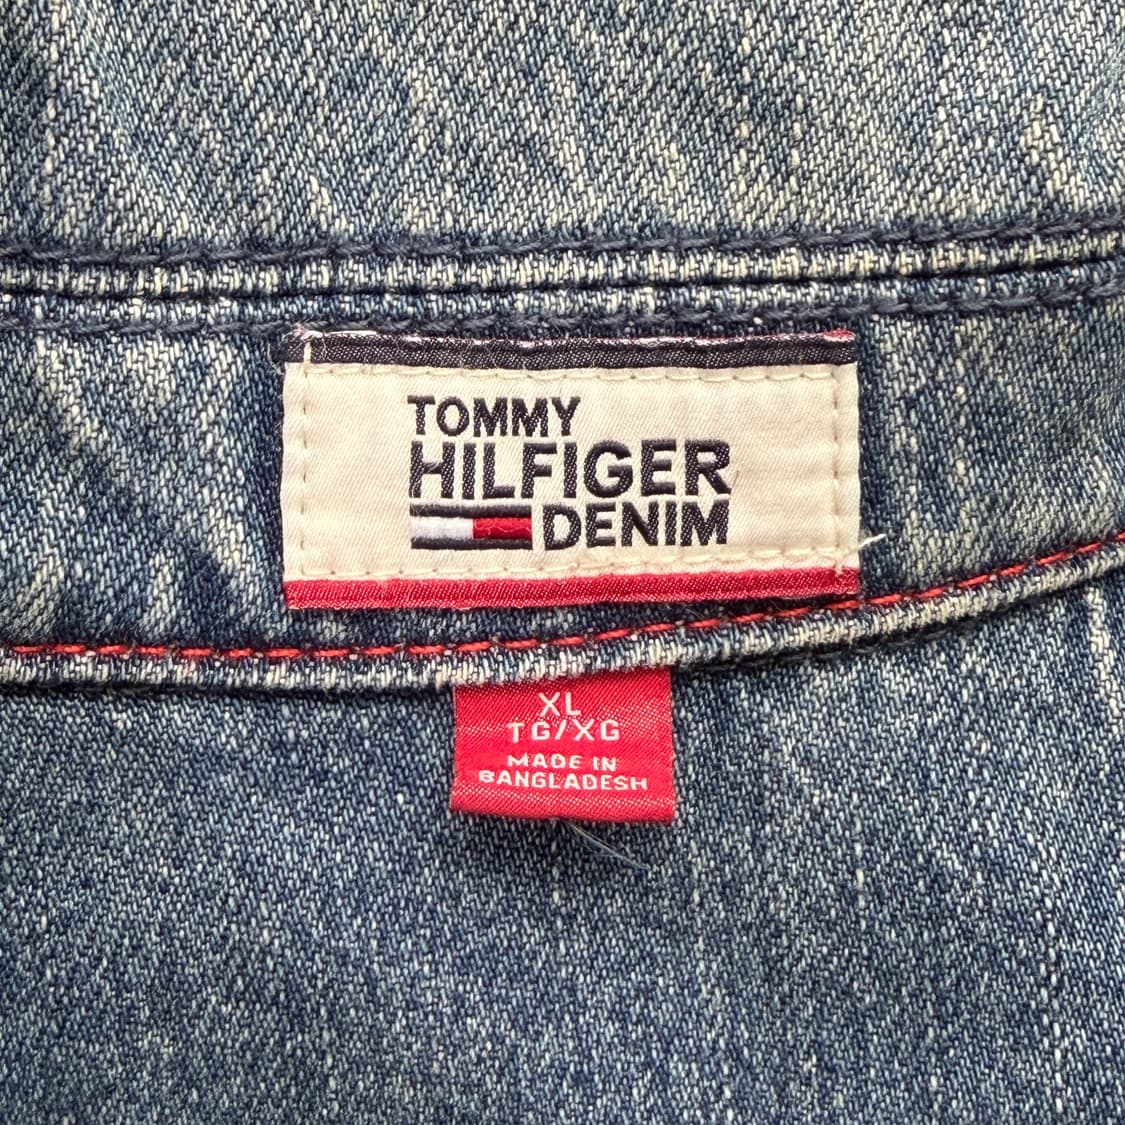 TOMMY
HILFIGER
DENIM
XL
TG/XG
MADE IN
BANGLADESH